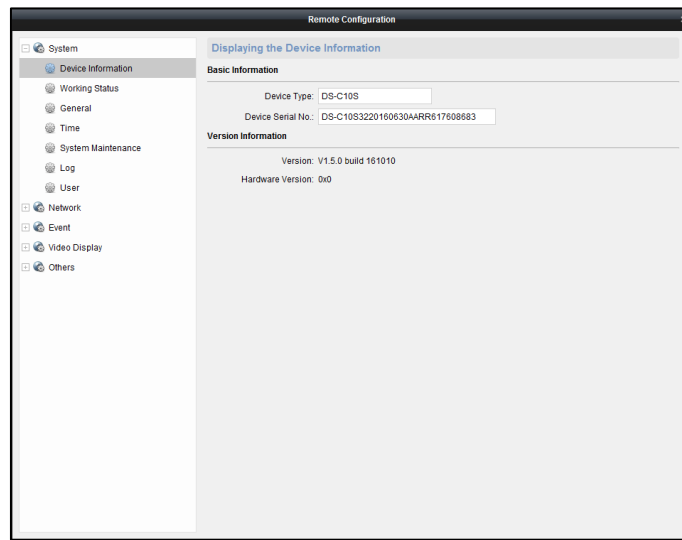 Remote Configuration
System
Device Information
Working Status
General
Time
System Maintenance
Log
User
Network
Event
Video Display
Others
Displaying the Device Information
Basic Information
Device Type: DS-C10S
Device Serial No.: DS-C10S3220160630AARR617608683
Version Information
Version: V1.5.0 build 161010
Hardware Version: 0x0